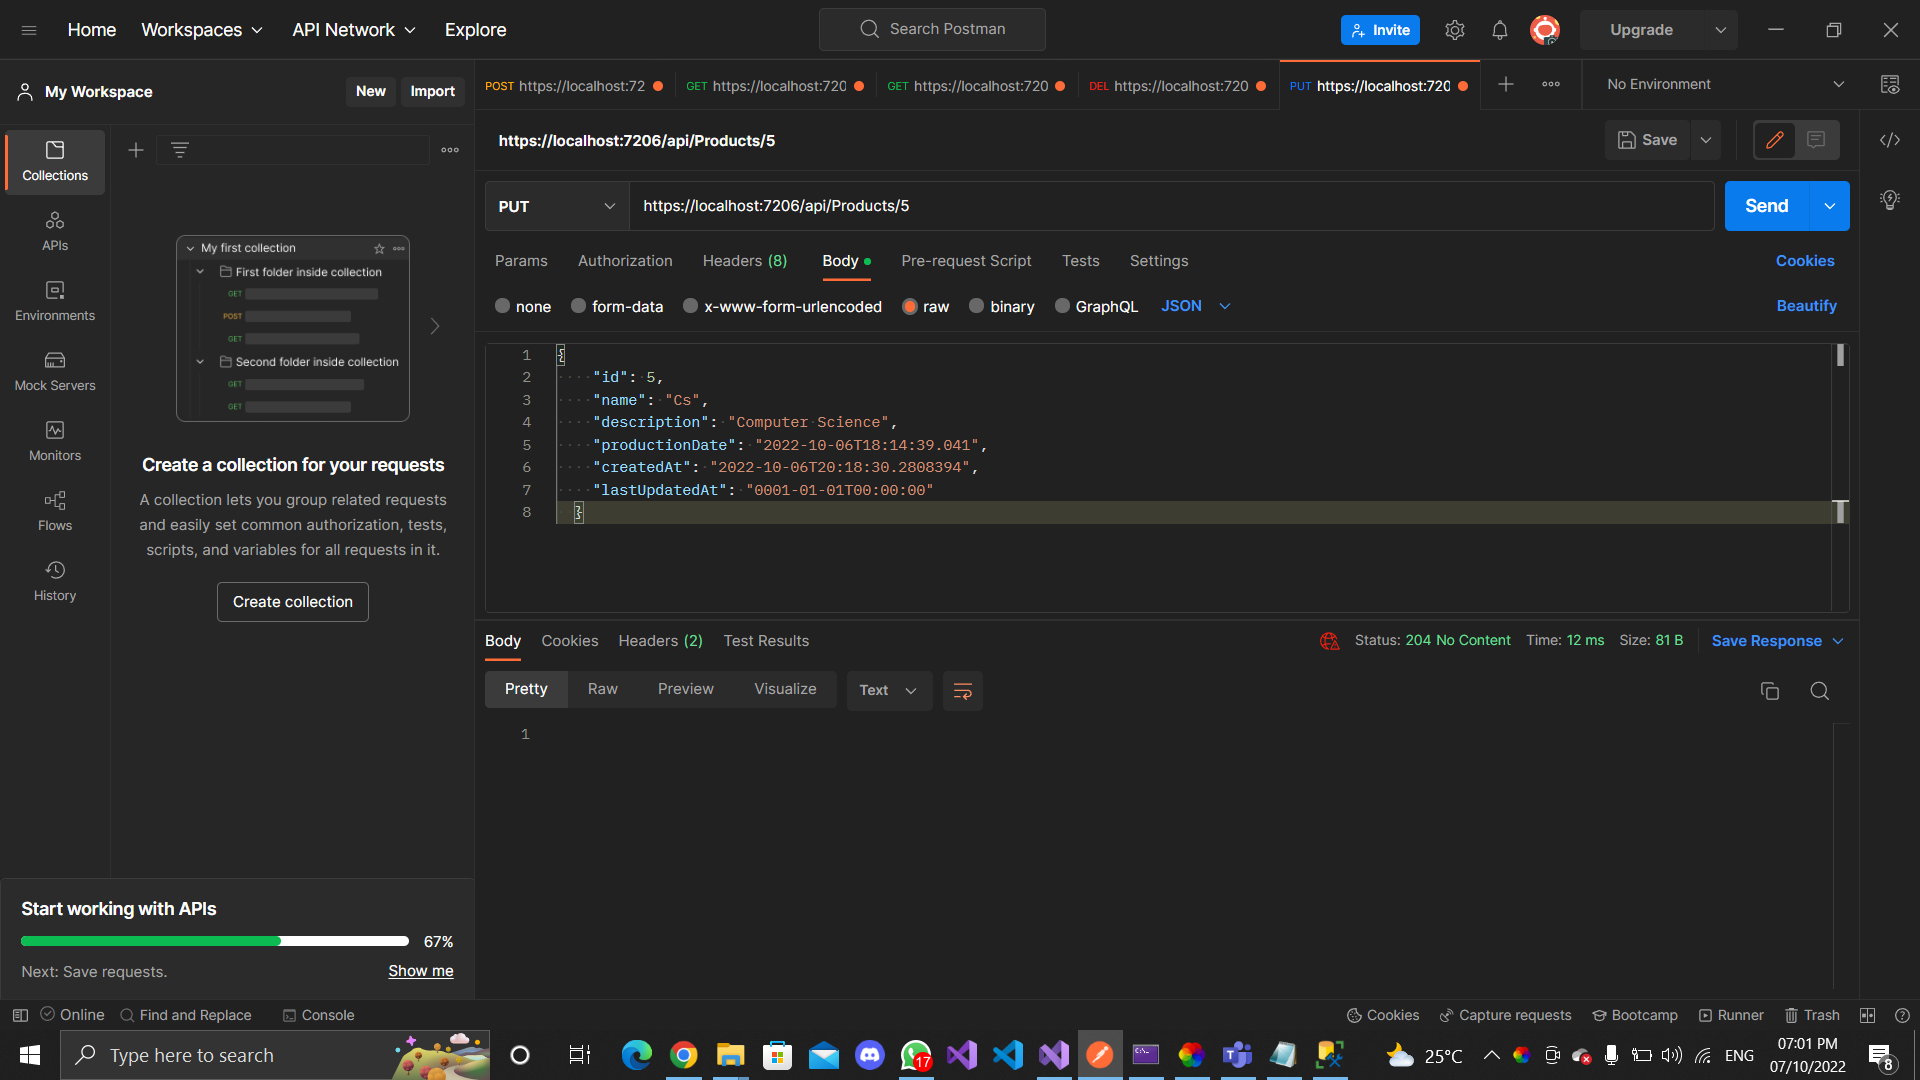 Home Workspaces API Network Explore Search Postman Invite Upgrade
My Workspace New Import
POST https://localhost:72 GET https://localhost:720 GET https://localhost:720 DEL https://localhost:720 PUT https://localhost:720 No Environment
https://localhost:7206/api/Products/5 Save
PUT https://localhost:7206/api/Products/5 Send
Params Authorization Headers (8) Body Pre-request Script Tests Settings Cookies
none form-data x-www-form-urlencoded raw binary GraphQL JSON Beautify
1 {
2 "id": 5,
3 "name": "Cs",
4 "description": "Computer Science",
5 "productionDate": "2022-10-06T18:14:39.041",
6 "createdAt": "2022-10-06T20:18:30.2808394",
7 "lastUpdatedAt": "0001-01-01T00:00:00"
8 }
Body Cookies Headers (2) Test Results Status: 204 No Content Time: 12 ms Size: 81 B Save Response
Pretty Raw Preview Visualize Text
1
Collections
APIs
Environments
Mock Servers
Monitors
Flows
History
My first collection
First folder inside collection
GET
POST
GET
Second folder inside collection
GET
GET
Create a collection for your requests
A collection lets you group related requests
and easily set common authorization, tests,
scripts, and variables for all requests in it.
Create collection
Start working with APIs
67%
Next: Save requests. Show me
Online Find and Replace Console Cookies Capture requests Bootcamp Runner Trash
Type here to search 17 25°C ENG 07:01 PM
07/10/2022 8